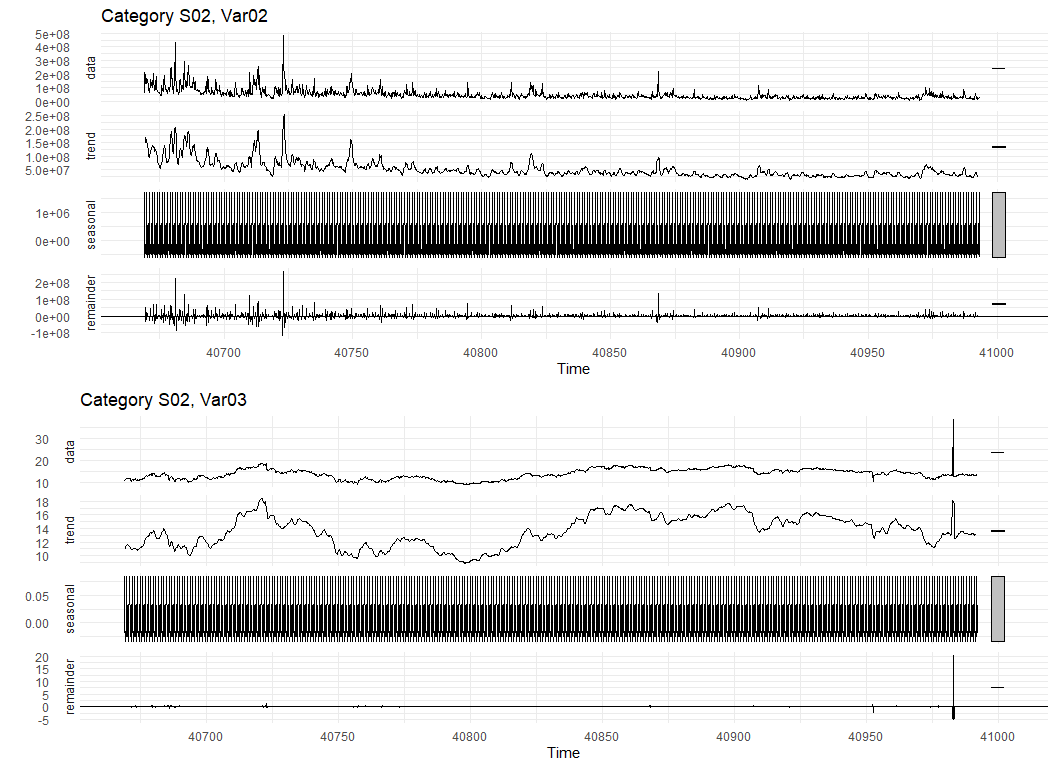 Category S02, Var02
5e+08
4e+08
3e+08
2e+08
1e+08
0e+00
data
2.5e+08
2.0e+08
1.5e+08
1.0e+08
5.0e+07
trend
1e+06
0e+00
seasonal
2e+08
1e+08
0e+00
-1e+08
remainder
40700 40750 40800 40850 40900 40950 41000
Time
Category S02, Var03
30
20
10
data
18
16
14
12
10
trend
0.05
0.00
seasonal
20
15
10
5
0
-5
remainder
40700 40750 40800 40850 40900 40950 41000
Time